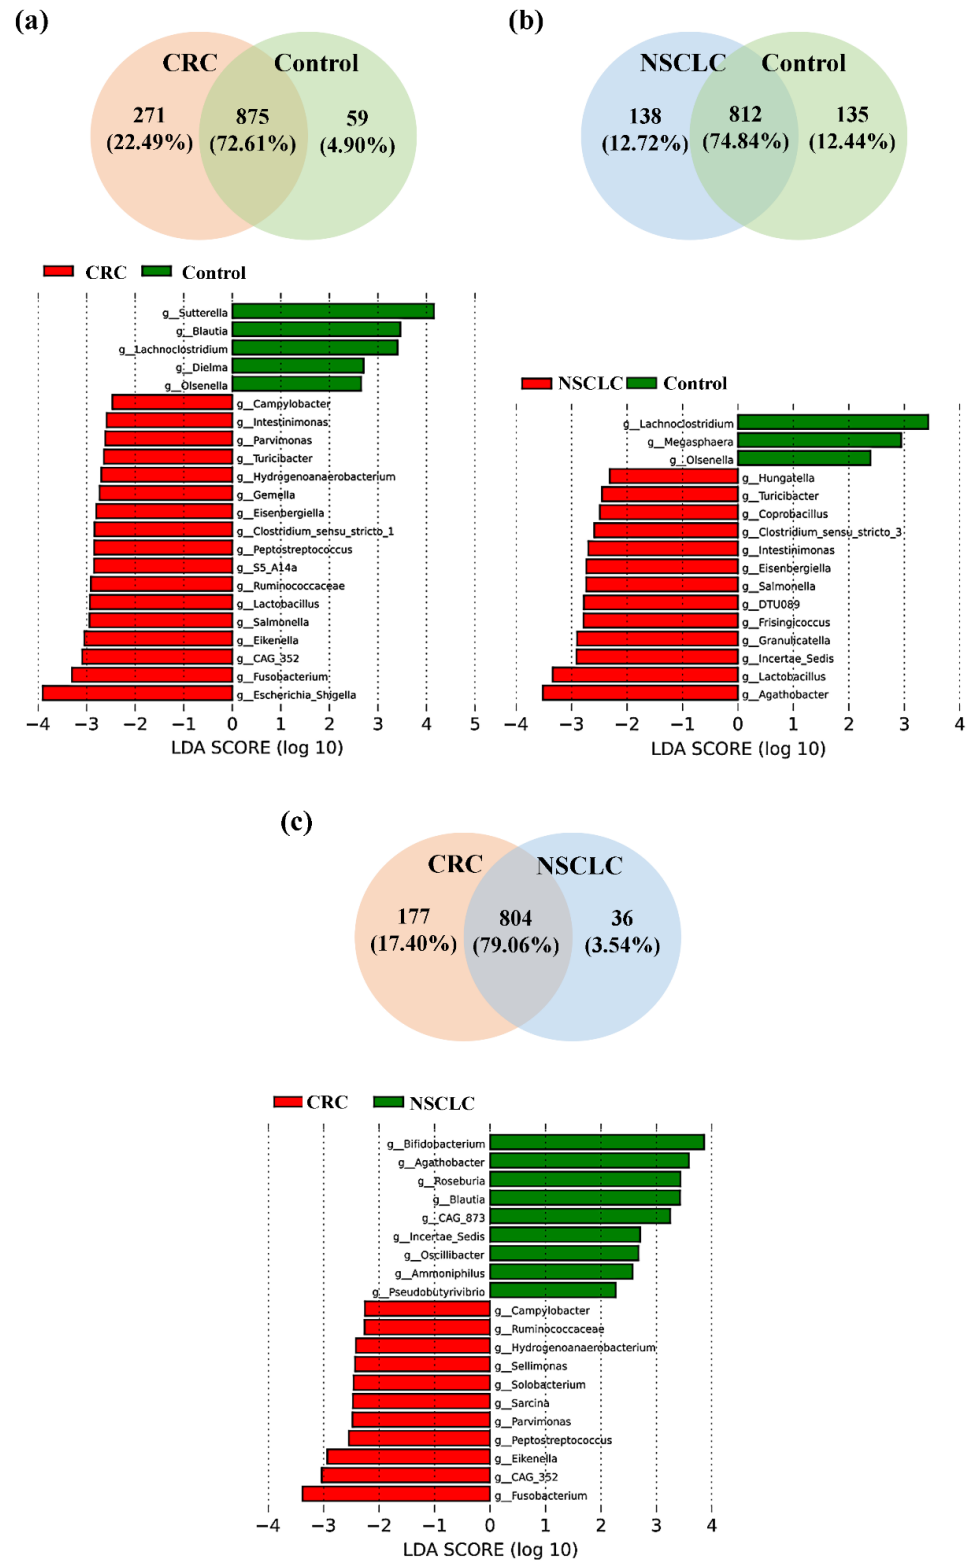 (a)
CRC
Control
271
(22.49%)
875
(72.61%)
59
(4.90%)
CRC
Control
g__Sutterella
g__Blautia
g__Lachnoclostridium
g__Dielma
g__Olsenella
g__Campylobacter
g__Intestinimonas
g__Parvimonas
g__Turicibacter
g__Hydrogenoanaerobacterium
g__Gemella
g__Eisenbergiella
g__Clostridium_sensu_stricto_1
g__Peptostreptococcus
g__S5_A14a
g__Ruminococcaceae
g__Lactobacillus
g__Salmonella
g__Eikenella
g__CAG_352
g__Fusobacterium
g__Escherichia_Shigella
−4 −3 −2 −1 0 1 2 3 4 5
LDA SCORE (log 10)
(b)
NSCLC
Control
138
(12.72%)
812
(74.84%)
135
(12.44%)
NSCLC
Control
g__Lachnoclostridium
g__Megasphaera
g__Olsenella
g__Hungatella
g__Turicibacter
g__Coprobacillus
g__Clostridium_sensu_stricto_3
g__Intestinimonas
g__Eisenbergiella
g__Salmonella
g__DTU089
g__Frisingicoccus
g__Granulicatella
g__Incertae_Sedis
g__Lactobacillus
g__Agathobacter
−4 −3 −2 −1 0 1 2 3 4
LDA SCORE (log 10)
(c)
CRC
NSCLC
177
(17.40%)
804
(79.06%)
36
(3.54%)
CRC
NSCLC
g__Bifidobacterium
g__Agathobacter
g__Roseburia
g__Blautia
g__CAG_873
g__Incertae_Sedis
g__Oscillibacter
g__Ammoniphilus
g__Pseudobutyrivibrio
g__Campylobacter
g__Ruminococcaceae
g__Hydrogenoanaerobacterium
g__Sellimonas
g__Solobacterium
g__Sarcina
g__Parvimonas
g__Peptostreptococcus
g__Eikenella
g__CAG_352
g__Fusobacterium
−4 −3 −2 −1 0 1 2 3 4
LDA SCORE (log 10)